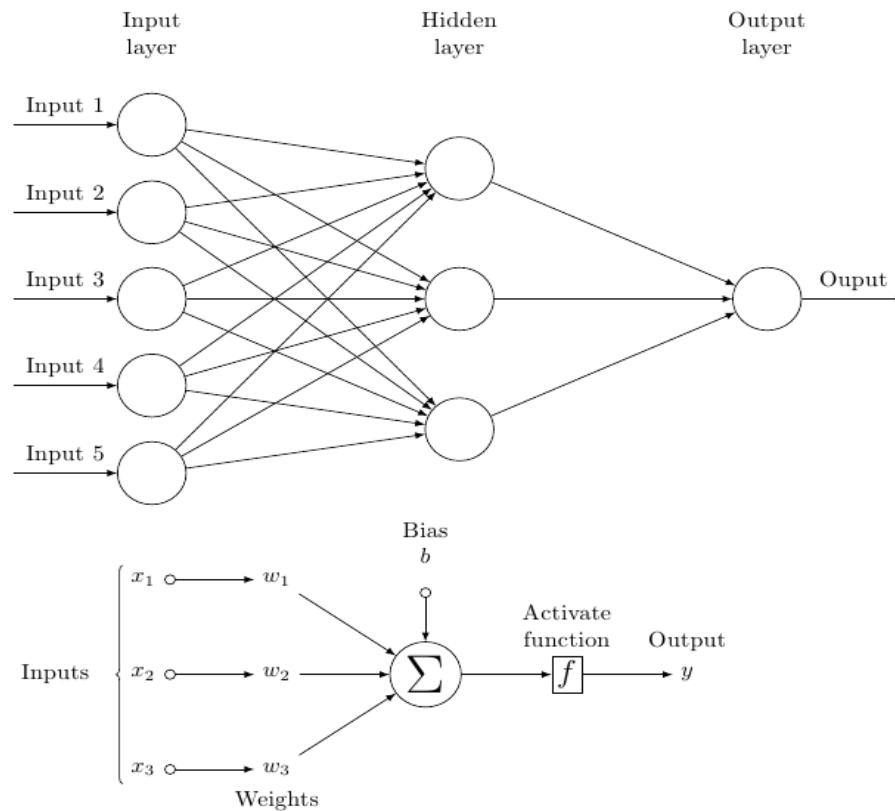 Input
layer
Hidden
layer
Output
layer
Input 1
Input 2
Input 3
Input 4
Input 5
Ouput
Bias
b
x₁ w₁
Activate
function
Output
Inputs x₂ w₂ Σ f y
x₃ w₃
Weights